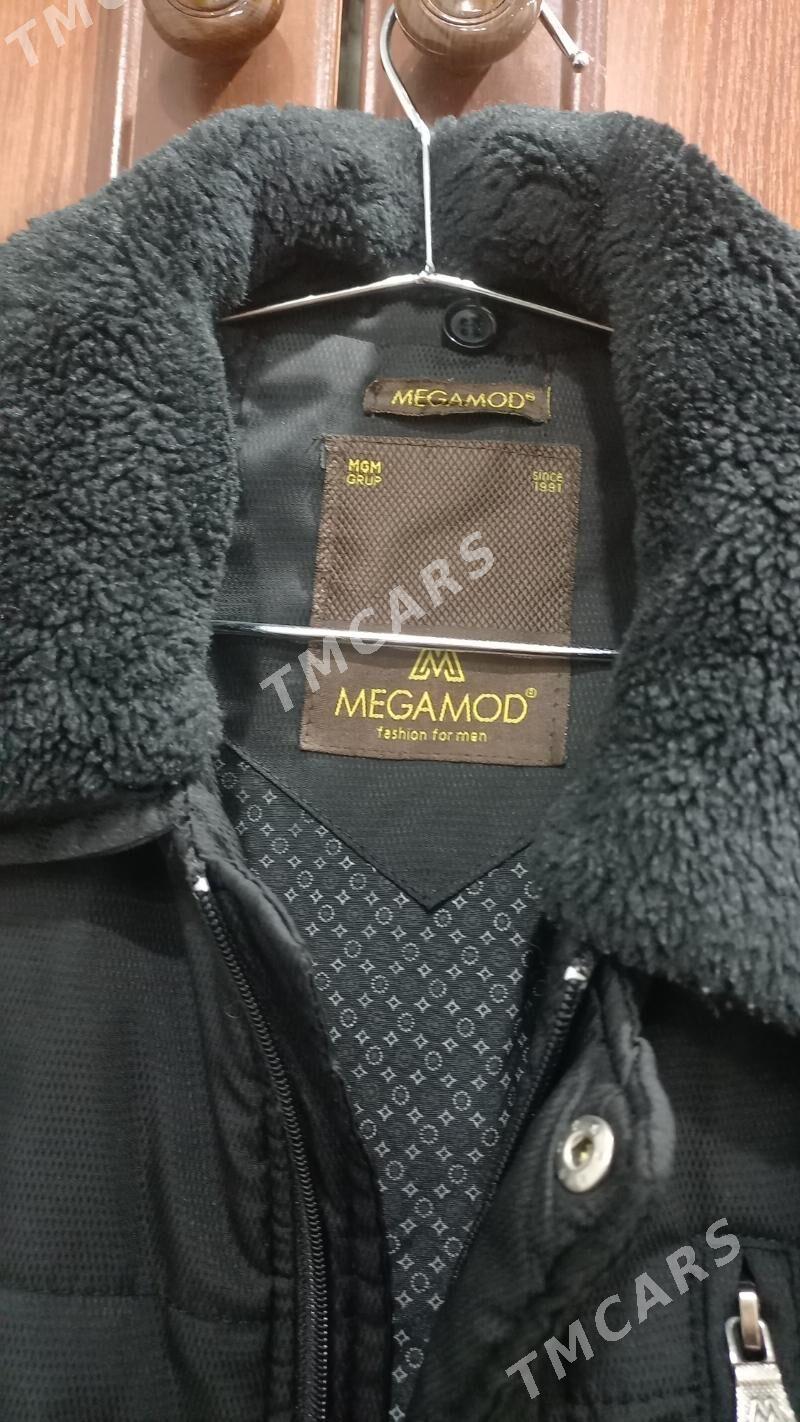 TMCARS
MEGAMOD®
MGM
GRUP
since
1991
TMCARS
M
MEGAMOD®
fashion for men
TMCARS
M